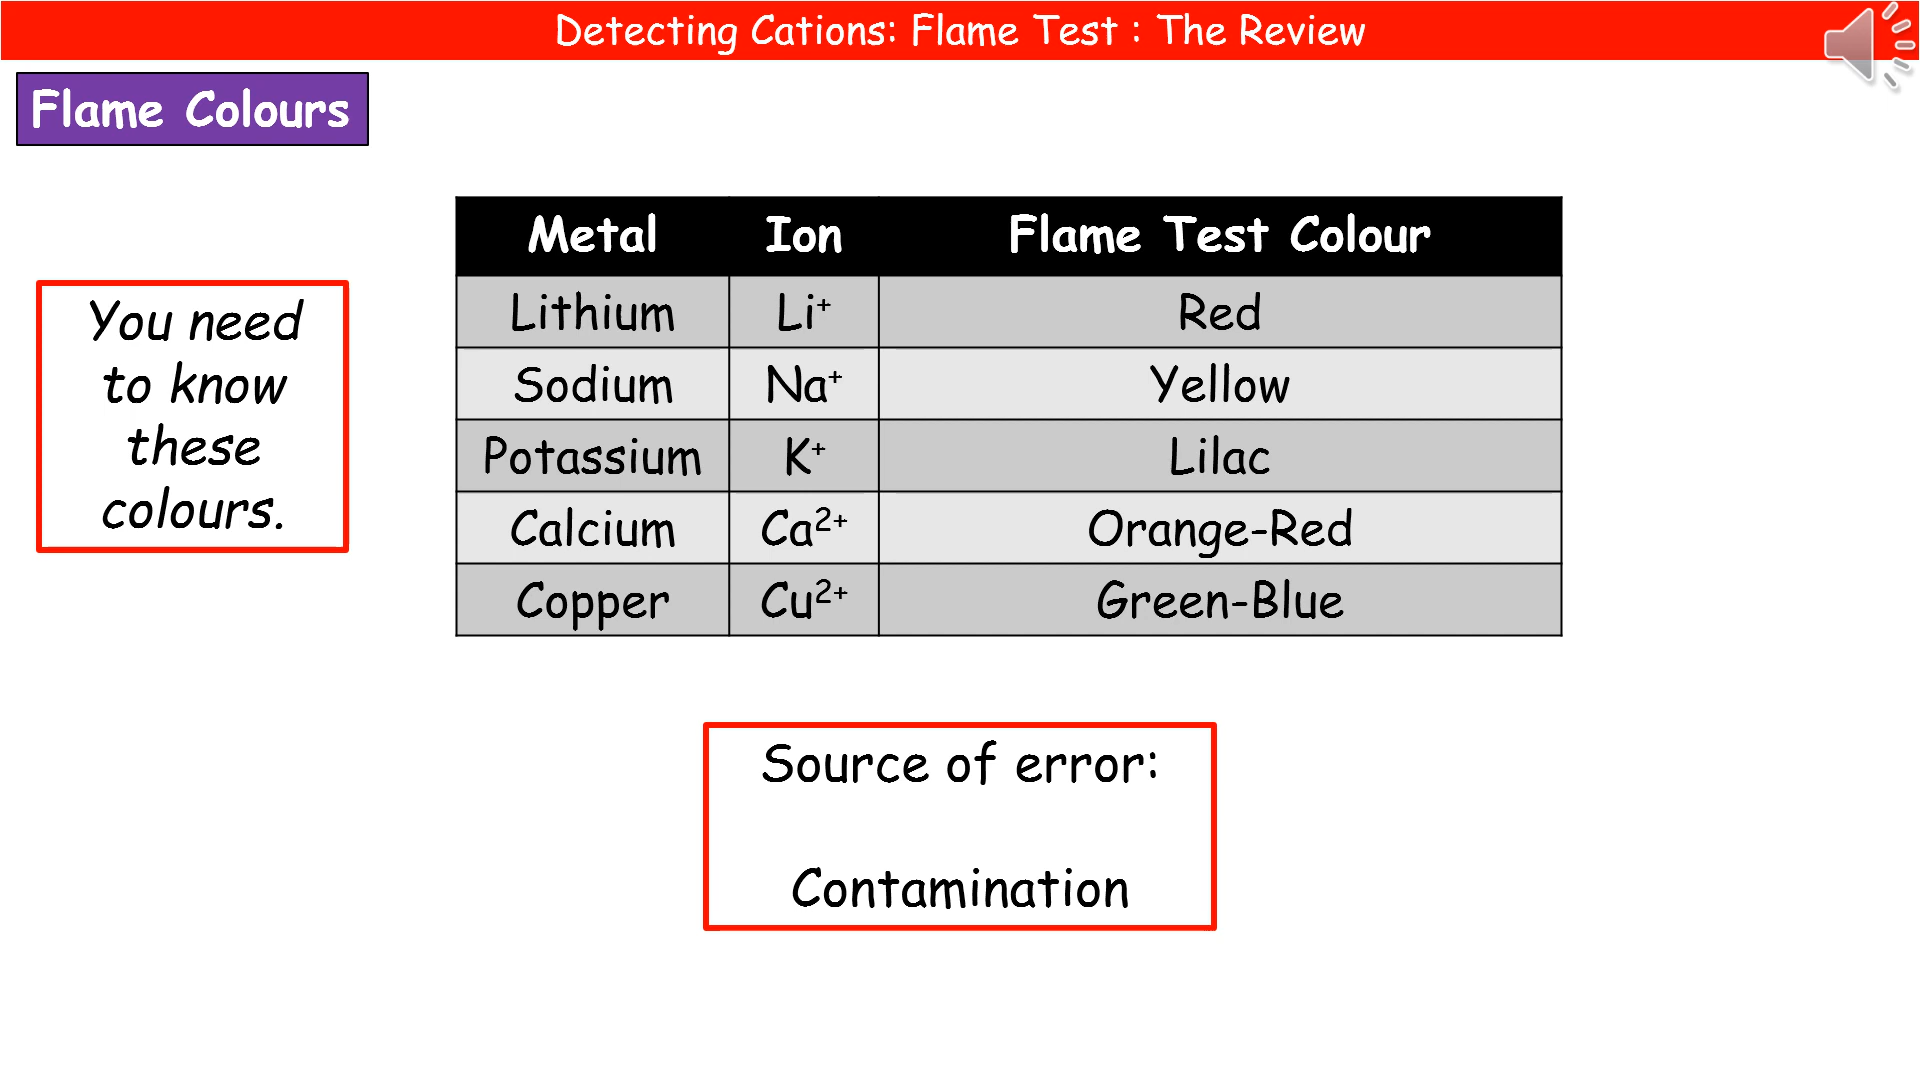 Detecting Cations: Flame Test : The Review
Flame Colours
You need
to know
these
colours.
Metal Ion Flame Test Colour
Lithium Li⁺ Red
Sodium Na⁺ Yellow
Potassium K⁺ Lilac
Calcium Ca²⁺ Orange-Red
Copper Cu²⁺ Green-Blue
Source of error:
Contamination